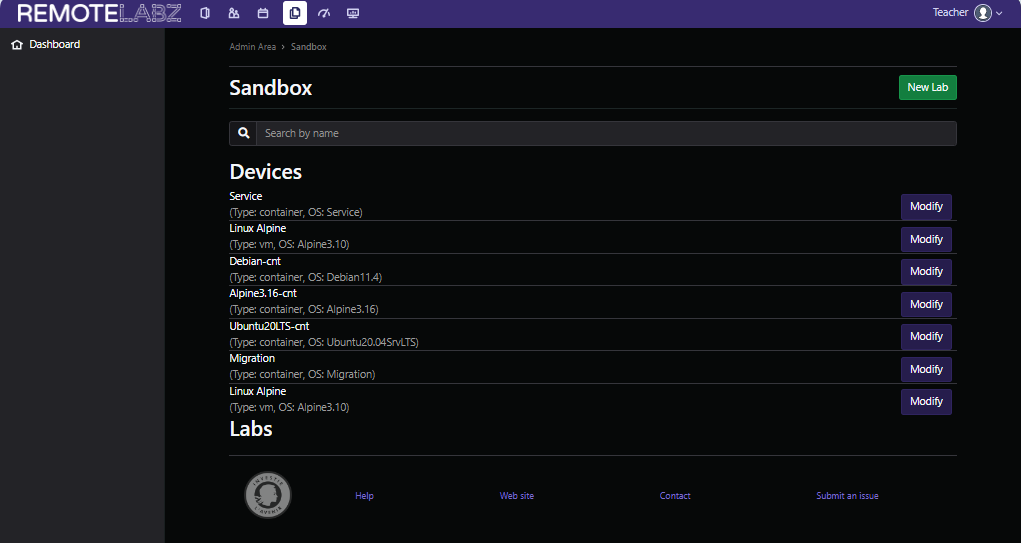 REMOTELABZ
Teacher
Dashboard
Admin Area › Sandbox
Sandbox
New Lab
Search by name
Devices
Service
(Type: container, OS: Service)
Modify
Linux Alpine
(Type: vm, OS: Alpine3.10)
Modify
Debian-cnt
(Type: container, OS: Debian11.4)
Modify
Alpine3.16-cnt
(Type: container, OS: Alpine3.16)
Modify
Ubuntu20LTS-cnt
(Type: container, OS: Ubuntu20.04SrvLTS)
Modify
Migration
(Type: container, OS: Migration)
Modify
Linux Alpine
(Type: vm, OS: Alpine3.10)
Modify
Labs
INVESTIR
L'AVENIR
Help
Web site
Contact
Submit an issue